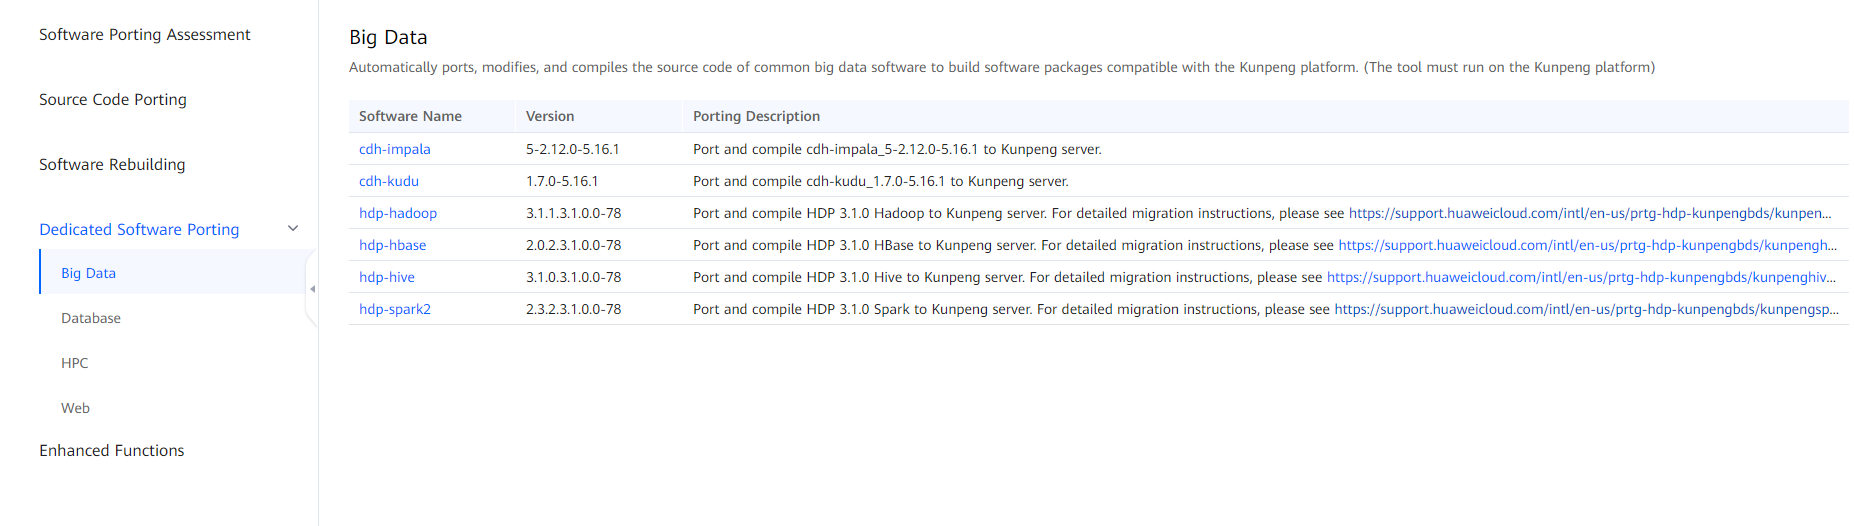 Software Porting Assessment
Source Code Porting
Software Rebuilding
Dedicated Software Porting
Big Data
Database
HPC
Web
Enhanced Functions
Big Data
Automatically ports, modifies, and compiles the source code of common big data software to build software packages compatible with the Kunpeng platform. (The tool must run on the Kunpeng platform)
Software Name Version Porting Description
cdh-impala 5-2.12.0-5.16.1 Port and compile cdh-impala_5-2.12.0-5.16.1 to Kunpeng server.
cdh-kudu 1.7.0-5.16.1 Port and compile cdh-kudu_1.7.0-5.16.1 to Kunpeng server.
hdp-hadoop 3.1.1.3.1.0.0-78 Port and compile HDP 3.1.0 Hadoop to Kunpeng server. For detailed migration instructions, please see https://support.huaweicloud.com/intl/en-us/prtg-hdp-kunpengbds/kunpen...
hdp-hbase 2.0.2.3.1.0.0-78 Port and compile HDP 3.1.0 HBase to Kunpeng server. For detailed migration instructions, please see https://support.huaweicloud.com/intl/en-us/prtg-hdp-kunpengbds/kunpengh...
hdp-hive 3.1.0.3.1.0.0-78 Port and compile HDP 3.1.0 Hive to Kunpeng server. For detailed migration instructions, please see https://support.huaweicloud.com/intl/en-us/prtg-hdp-kunpengbds/kunpenghiv...
hdp-spark2 2.3.2.3.1.0.0-78 Port and compile HDP 3.1.0 Spark to Kunpeng server. For detailed migration instructions, please see https://support.huaweicloud.com/intl/en-us/prtg-hdp-kunpengbds/kunpengsp...